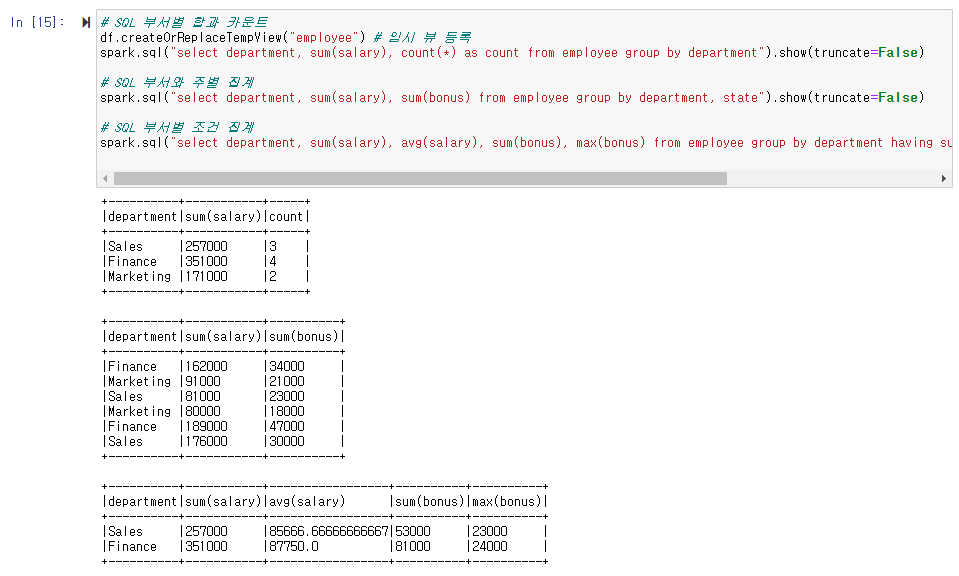 In [15]:
# SQL 부서별 합과 카운트
df.createOrReplaceTempView("employee") # 임시 뷰 등록
spark.sql("select department, sum(salary), count(*) as count from employee group by department").show(truncate=False)
# SQL 부서와 주별 집계
spark.sql("select department, sum(salary), sum(bonus) from employee group by department, state").show(truncate=False)
# SQL 부서별 조건 집계
spark.sql("select department, sum(salary), avg(salary), sum(bonus), max(bonus) from employee group by department having su
+----------+-----------+-----+
|department|sum(salary)|count|
+----------+-----------+-----+
|Sales     |257000     |3    |
|Finance   |351000     |4    |
|Marketing |171000     |2    |
+----------+-----------+-----+
+----------+-----------+----------+
|department|sum(salary)|sum(bonus)|
+----------+-----------+----------+
|Finance   |162000     |34000     |
|Marketing |91000      |21000     |
|Sales     |81000      |23000     |
|Marketing |80000      |18000     |
|Finance   |189000     |47000     |
|Sales     |176000     |30000     |
+----------+-----------+----------+
+----------+-----------+-----------------+----------+----------+
|department|sum(salary)|avg(salary)      |sum(bonus)|max(bonus)|
+----------+-----------+-----------------+----------+----------+
|Sales     |257000     |85666.66666666667|53000     |23000     |
|Finance   |351000     |87750.0          |81000     |24000     |
+----------+-----------+-----------------+----------+----------+